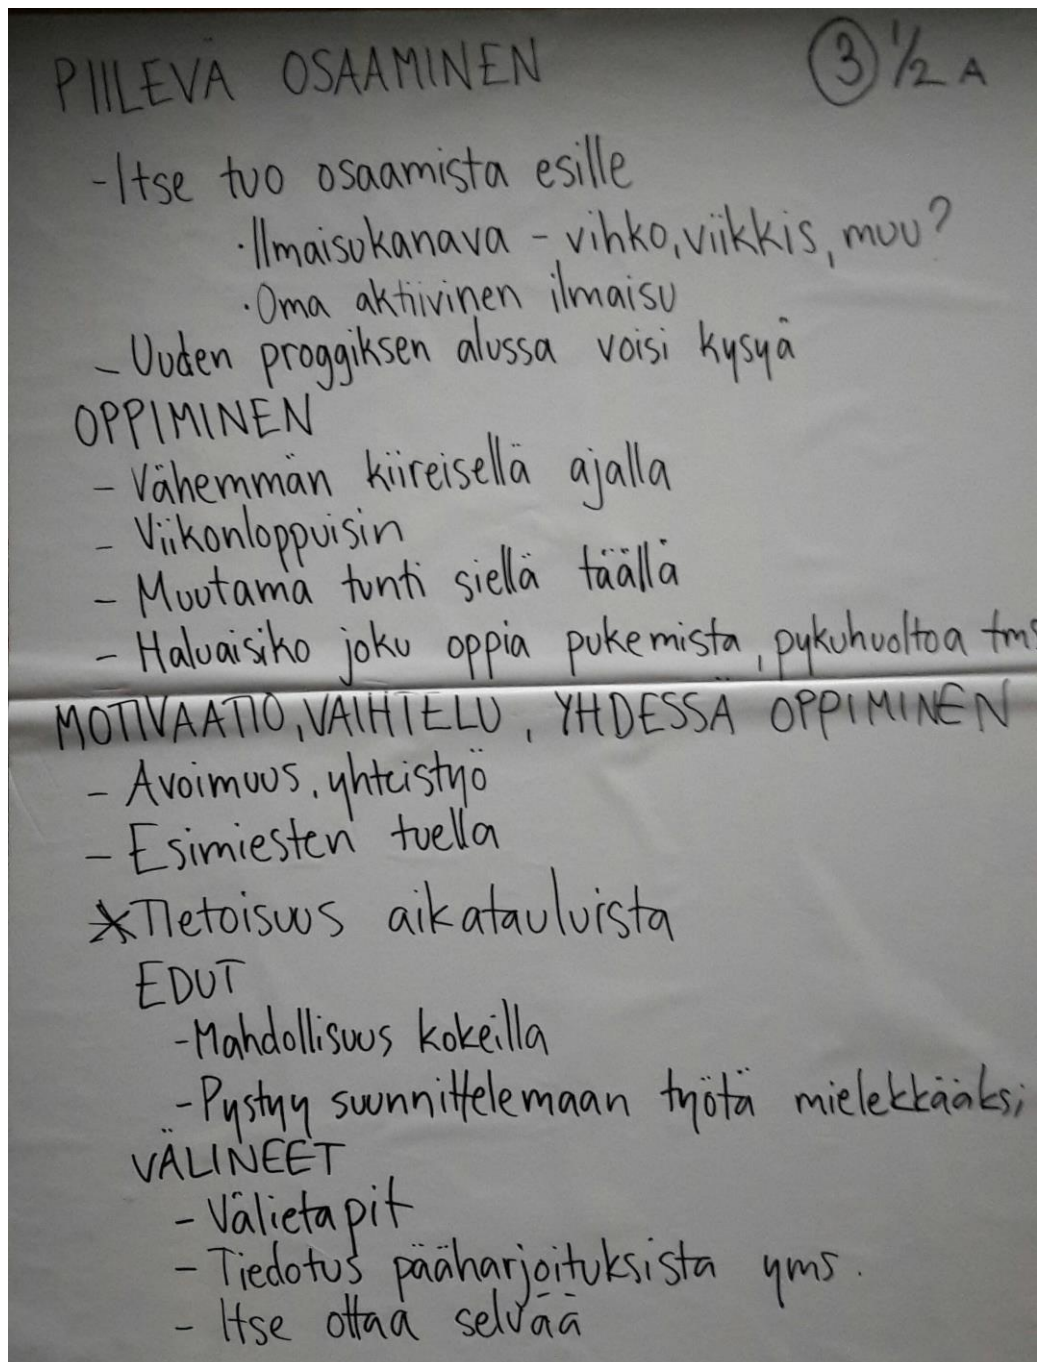 PIILEVÄ OSAAMINEN ③ 1/2 A
- Itse tuo osaamista esille
· Ilmaisukanava - vihko, viikkis, muu?
· Oma aktiivinen ilmaisu
- Uuden proggiksen alussa voisi kysyä
OPPIMINEN
- Vähemmän kiireisellä ajalla
- Viikonloppuisin
- Muutama tunti siellä täällä
- Haluaisiko joku oppia pukemista, pykuhuoltoa tms
MOTIVAATIO, VAIHTELU, YHDESSÄ OPPIMINEN
- Avoimuus, yhteistyö
- Esimiesten tuella
* Tietoisuus aikatauluista
EDUT
- Mahdollisuus kokeilla
- Pystyy suunnittelemaan työtä mielekkääksi
VÄLINEET
- Välietapit
- Tiedotus pääharjoituksista yms.
- Itse ottaa selvää